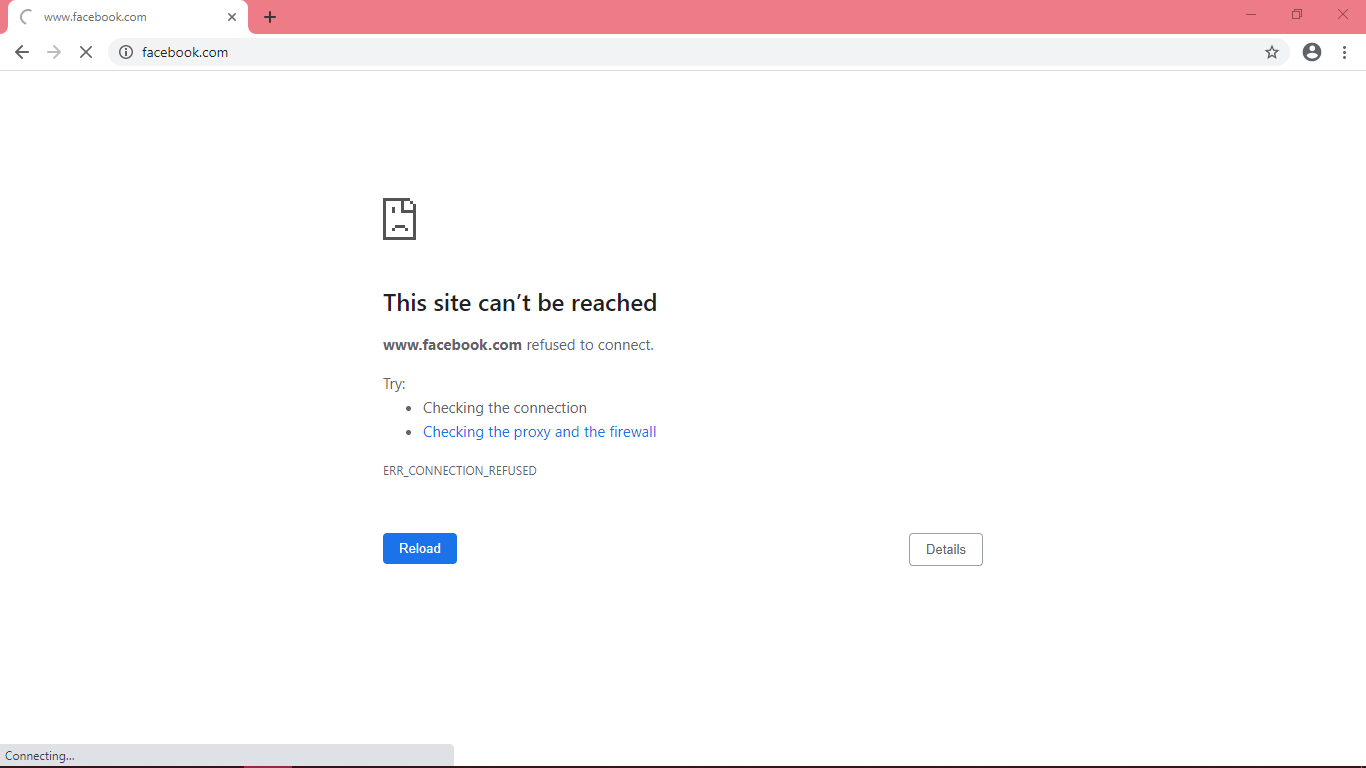 www.facebook.com
facebook.com
This site can’t be reached
www.facebook.com refused to connect.
Try:
Checking the connection
Checking the proxy and the firewall
ERR_CONNECTION_REFUSED
Reload
Details
Connecting...